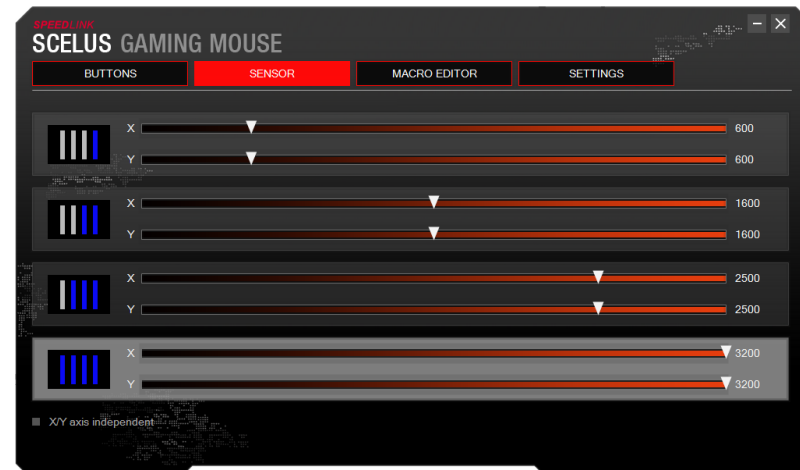 SPEEDLINK
SCELUS GAMING MOUSE
BUTTONS SENSOR MACRO EDITOR SETTINGS
X 600
Y 600
X 1600
Y 1600
X 2500
Y 2500
X 3200
Y 3200
X/Y axis independent